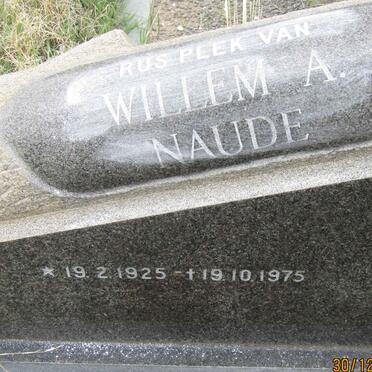 RUS PLEK VAN
WILLEM A.
NAUDE
* 19.2.1925 - † 19.10.1975
30/12